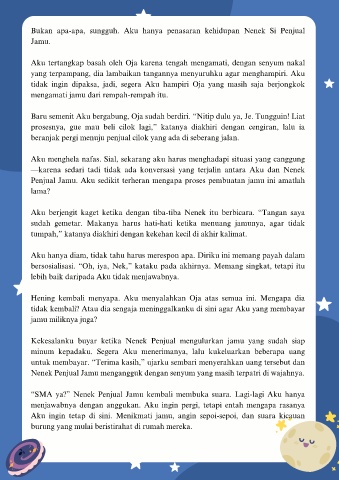 Bukan apa-apa, sungguh. Aku hanya penasaran kehidupan Nenek Si Penjual
Jamu.
Aku tertangkap basah oleh Oja karena tengah mengamati, dengan senyum nakal
yang terpampang, dia lambaikan tangannya menyuruhku agar menghampiri. Aku
tidak ingin dipaksa, jadi, segera Aku hampiri Oja yang masih saja berjongkok
mengamati jamu dari rempah-rempah itu.
Baru semenit Aku bergabung, Oja sudah berdiri. “Nitip dulu ya, Je. Tungguin! Liat
prosesnya, gue mau beli cilok lagi,” katanya diakhiri dengan cengiran, lalu ia
beranjak pergi menuju penjual cilok yang ada di seberang jalan.
Aku menghela nafas. Sial, sekarang aku harus menghadapi situasi yang canggung
—karena sedari tadi tidak ada konversasi yang terjalin antara Aku dan Nenek
Penjual Jamu. Aku sedikit terheran mengapa proses pembuatan jamu ini amatlah
lama?
Aku berjengit kaget ketika dengan tiba-tiba Nenek itu berbicara. “Tangan saya
sudah gemetar. Makanya harus hati-hati ketika menuang jamunya, agar tidak
tumpah,” katanya diakhiri dengan kekehan kecil di akhir kalimat.
Aku hanya diam, tidak tahu harus merespon apa. Diriku ini memang payah dalam
bersosialisasi. “Oh, iya, Nek,” kataku pada akhirnya. Memang singkat, tetapi itu
lebih baik daripada Aku tidak menjawabnya.
Hening kembali menyapa. Aku menyalahkan Oja atas semua ini. Mengapa dia
tidak kembali? Atau dia sengaja meninggalkanku di sini agar Aku yang membayar
jamu miliknya juga?
Kekesalanku buyar ketika Nenek Penjual mengulurkan jamu yang sudah siap
minum kepadaku. Segera Aku menerimanya, lalu kukeluarkan beberapa uang
untuk membayar. “Terima kasih,” ujarku sembari menyerahkan uang tersebut dan
Nenek Penjual Jamu mengangguk dengan senyum yang masih terpatri di wajahnya.
“SMA ya?” Nenek Penjual Jamu kembali membuka suara. Lagi-lagi Aku hanya
menjawabnya dengan anggukan. Aku ingin pergi, tetapi entah mengapa rasanya
Aku ingin tetap di sini. Menikmati jamu, angin sepoi-sepoi, dan suara kicauan
burung yang mulai beristirahat di rumah mereka.